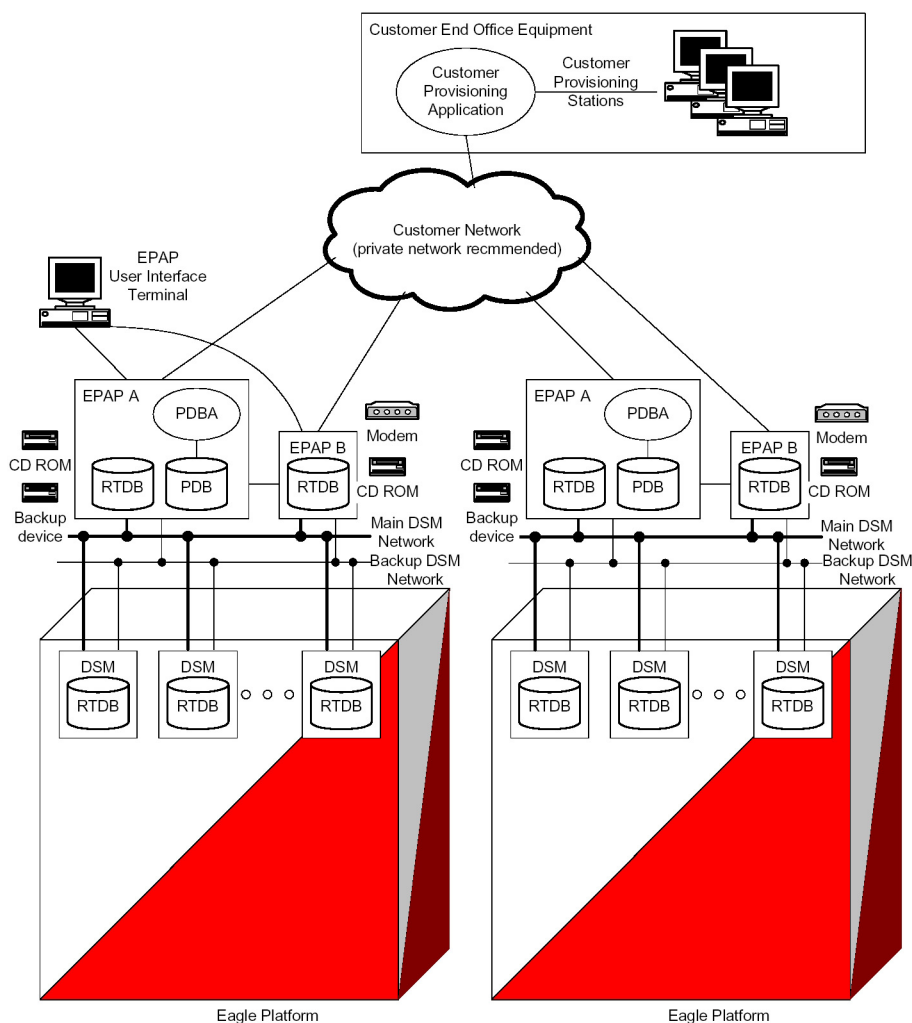 Customer End Office Equipment
Customer
Provisioning
Application
Customer
Provisioning
Stations
Customer Network
(private network recmmended)
EPAP
User Interface
Terminal
EPAP A
PDBA
RTDB
PDB
EPAP B
RTDB
Modem
CD ROM
CD ROM
Backup
device
Main DSM
Network
Backup DSM
Network
DSM
RTDB
DSM
RTDB
DSM
RTDB
Eagle Platform
EPAP A
PDBA
RTDB
PDB
EPAP B
RTDB
Modem
CD ROM
CD ROM
Backup
device
Main DSM
Network
Backup DSM
Network
DSM
RTDB
DSM
RTDB
DSM
RTDB
Eagle Platform